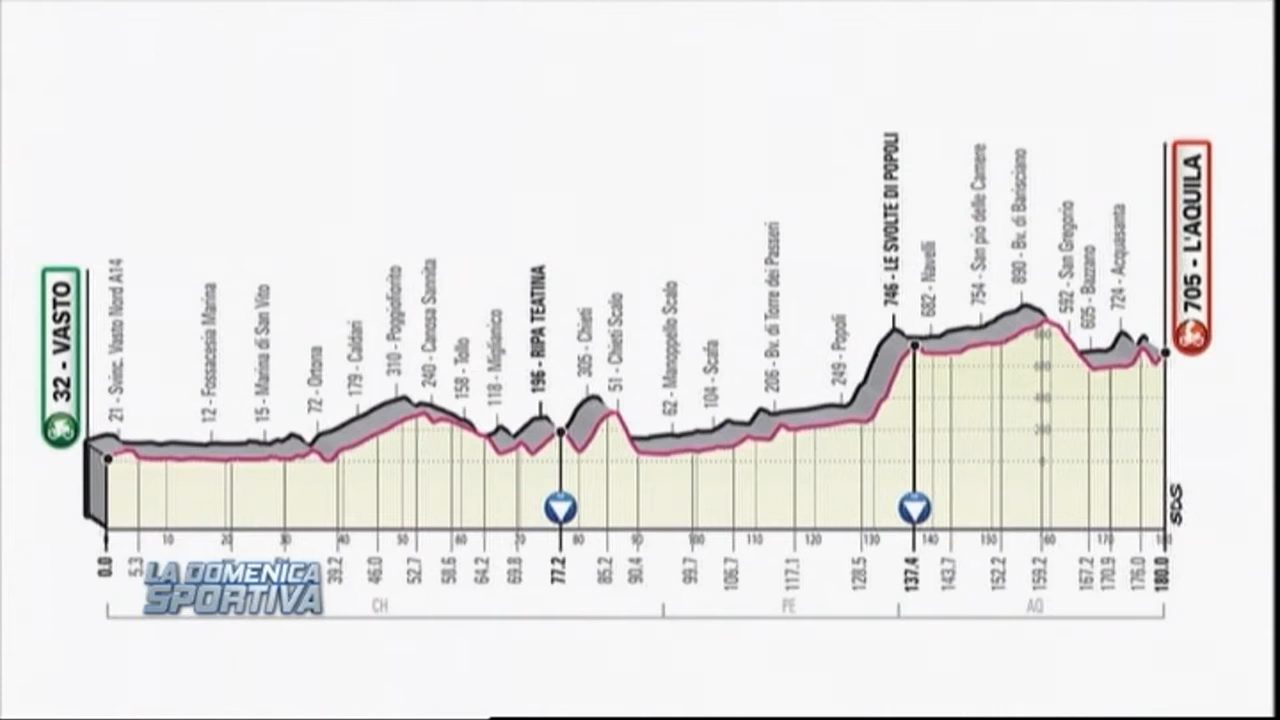 32 - VASTO
21 - Svinc. Vasto Nord A14
12 - Fossacesia Marina
15 - Marina di San Vito
72 - Ortona
179 - Caldari
310 - Poggiofiorito
240 - Canosa Sannita
158 - Tollo
118 - Miglianico
196 - RIPA TEATINA
305 - Chieti
51 - Chieti Scalo
62 - Manoppello Scalo
104 - Scafa
206 - Bv. di Torre dei Passeri
249 - Popoli
746 - LE SVOLTE DI POPOLI
682 - Navelli
754 - San pio delle Camere
890 - Bv. di Barisciano
592 - San Gregorio
605 - Bazzano
724 - Acquasanta
705 - L'AQUILA
SDS
10 20 30 40 50 60 70 80 90 100 110 120 130 140 150 160 170
0.0 5.3 39.2 46.0 52.7 58.6 64.2 69.8 77.2 85.2 90.4 99.7 106.7 117.1 128.5 137.4 143.7 152.2 159.2 167.2 170.9 176.0 180.0
CH PE AQ
LA DOMENICA
SPORTIVA